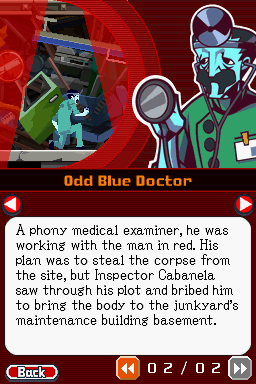 Odd Blue Doctor
A phony medical examiner, he was
working with the man in red. His
plan was to steal the corpse from
the site, but Inspector Cabanela
saw through his plot and bribed him
to bring the body to the junkyard's
maintenance building basement.
Back
02/02